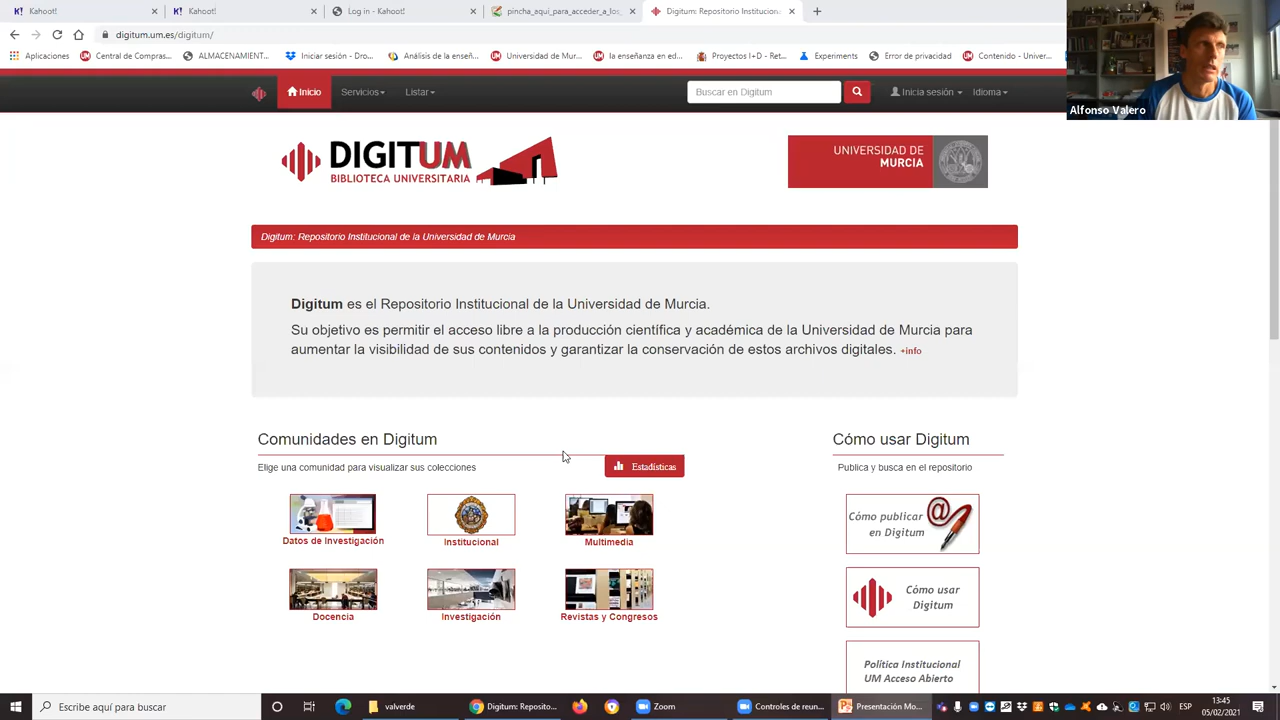 K! Kahoot!
K! Kahoot!
Log in - Kahoot!
pincha_aqui_para_acceder_a_los_
Digitum: Repositorio Instituciona
digitum.um.es/digitum/
Aplicaciones
Central de Compras...
ALMACENAMIENT...
Iniciar sesión - Dro...
Análisis de la enseñ...
Universidad de Mur...
la enseñanza en ed...
Proyectos I+D - Ret...
Experiments
Error de privacidad
Contenido - Univer...
Inicio
Servicios
Listar
Buscar en Digitum
Inicia sesión
Idioma
Alfonso Valero
DIGITUM
BIBLIOTECA UNIVERSITARIA
UNIVERSIDAD DE
MURCIA
Digitum: Repositorio Institucional de la Universidad de Murcia
Digitum es el Repositorio Institucional de la Universidad de Murcia.
Su objetivo es permitir el acceso libre a la producción científica y académica de la Universidad de Murcia para
aumentar la visibilidad de sus contenidos y garantizar la conservación de estos archivos digitales. +info
Comunidades en Digitum
Elige una comunidad para visualizar sus colecciones
Estadísticas
Datos de Investigación
Institucional
Multimedia
Docencia
Investigación
Revistas y Congresos
Cómo usar Digitum
Publica y busca en el repositorio
Cómo publicar
en Digitum
Cómo usar
Digitum
Política Institucional
UM Acceso Abierto
Escribe aquí para buscar
valverde
Digitum: Reposito...
Zoom
Controles de reun...
Presentación Mo...
ESP
13:45
05/02/2021